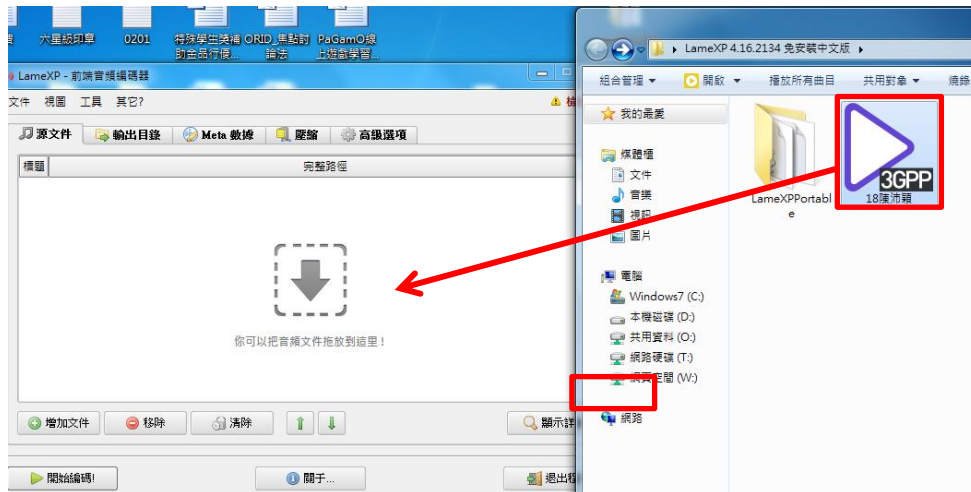 六星級印章
0201
特殊學生獎補
助金品行優...
ORID_焦點討
論法
PaGamO線
上遊戲學習...
LameXP - 前端音頻編碼器
文件 視圖 工具 其它?
源文件 輸出目錄 Meta 數據 壓縮 高級選項
標題 完整路徑
你可以把音頻文件拖放到這里！
增加文件 移除 清除 顯示詳
開始編碼! 關于... 退出程
LameXP 4.16.2134 免安裝中文版
組合管理 開啟 播放所有曲目 共用對象 燒錄
我的最愛
媒體櫃
文件
音樂
視訊
圖片
電腦
Windows7 (C:)
本機磁碟 (D:)
共用資料 (O:)
網路硬碟 (T:)
網頁空間 (W:)
網路
LameXPPortabl
e
3GPP
18陳沛穎